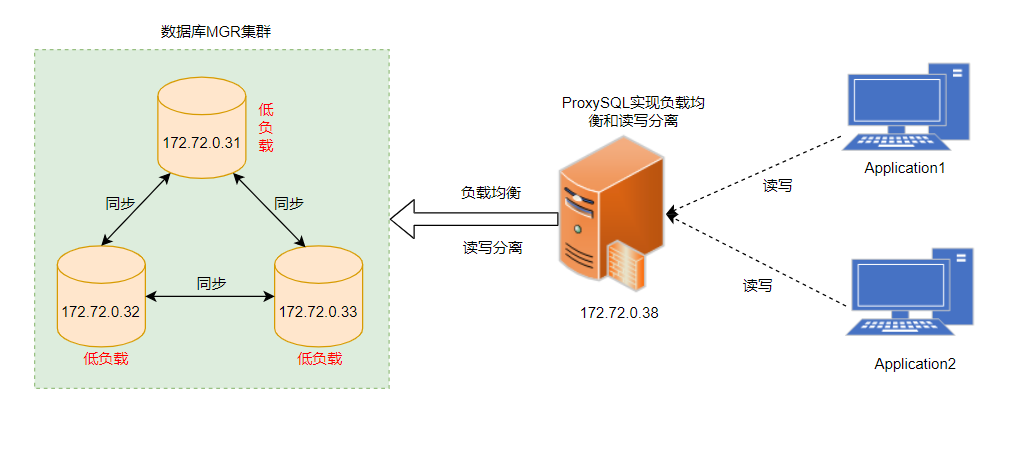 数据库MGR集群
172.72.0.31
低
负
载
同步
同步
172.72.0.32
同步
172.72.0.33
低负载
低负载
负载均衡
读写分离
ProxySQL实现负载均
衡和读写分离
172.72.0.38
读写
读写
Application1
Application2